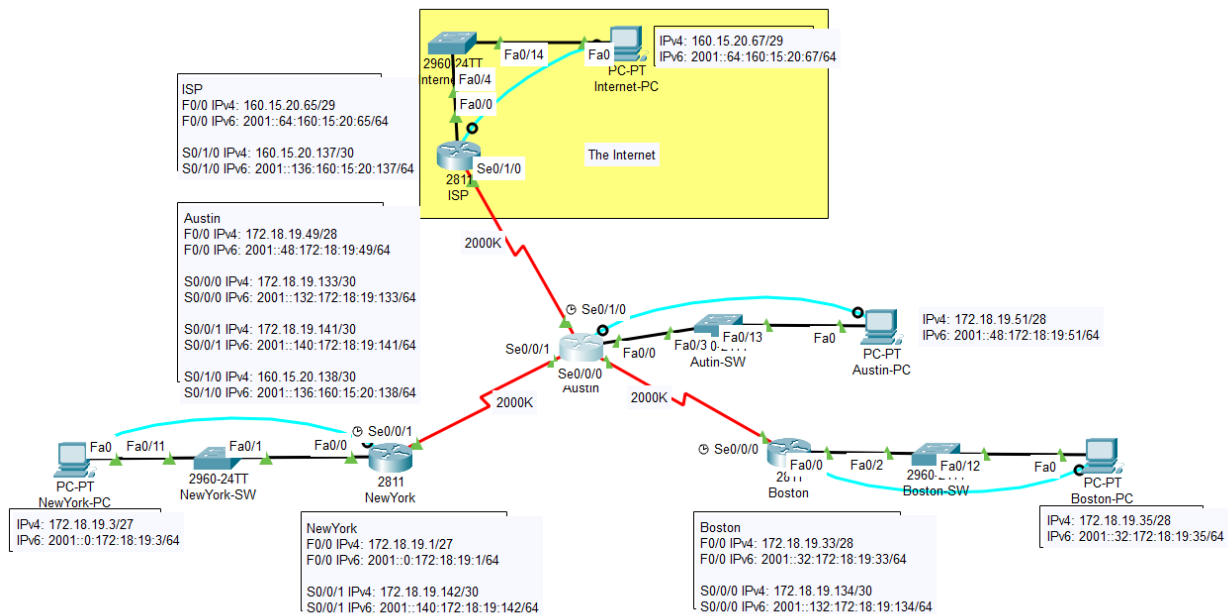 Fa0/14
Fa0
2960-24TT
Internet
PC-PT
Internet-PC
IPv4: 160.15.20.67/29
IPv6: 2001::64:160:15:20:67/64
Fa0/4
Fa0/0
ISP
F0/0 IPv4: 160.15.20.65/29
F0/0 IPv6: 2001::64:160:15:20:65/64
S0/1/0 IPv4: 160.15.20.137/30
S0/1/0 IPv6: 2001::136:160:15:20:137/64
The Internet
Se0/1/0
2811
ISP
Austin
F0/0 IPv4: 172.18.19.49/28
F0/0 IPv6: 2001::48:172:18:19:49/64
S0/0/0 IPv4: 172.18.19.133/30
S0/0/0 IPv6: 2001::132:172:18:19:133/64
S0/0/1 IPv4: 172.18.19.141/30
S0/0/1 IPv6: 2001::140:172:18:19:141/64
S0/1/0 IPv4: 160.15.20.138/30
S0/1/0 IPv6: 2001::136:160:15:20:138/64
2000K
Se0/1/0
Se0/0/1
Fa0/0
Fa0/3
Fa0/13
Autin-SW
Fa0
PC-PT
Austin-PC
IPv4: 172.18.19.51/28
IPv6: 2001::48:172:18:19:51/64
Se0/0/0
Austin
2000K
2000K
Fa0
Fa0/11
Fa0/1
Fa0/0
Se0/0/1
PC-PT
NewYork-PC
2960-24TT
NewYork-SW
2811
NewYork
Se0/0/0
Fa0/0
Fa0/2
Fa0/12
Fa0
2811
Boston
Boston-SW
PC-PT
Boston-PC
IPv4: 172.18.19.3/27
IPv6: 2001::0:172:18:19:3/64
NewYork
F0/0 IPv4: 172.18.19.1/27
F0/0 IPv6: 2001::0:172:18:19:1/64
S0/0/1 IPv4: 172.18.19.142/30
S0/0/1 IPv6: 2001::140:172:18:19:142/64
Boston
F0/0 IPv4: 172.18.19.33/28
F0/0 IPv6: 2001::32:172:18:19:33/64
S0/0/0 IPv4: 172.18.19.134/30
S0/0/0 IPv6: 2001::132:172:18:19:134/64
IPv4: 172.18.19.35/28
IPv6: 2001::32:172:18:19:35/64